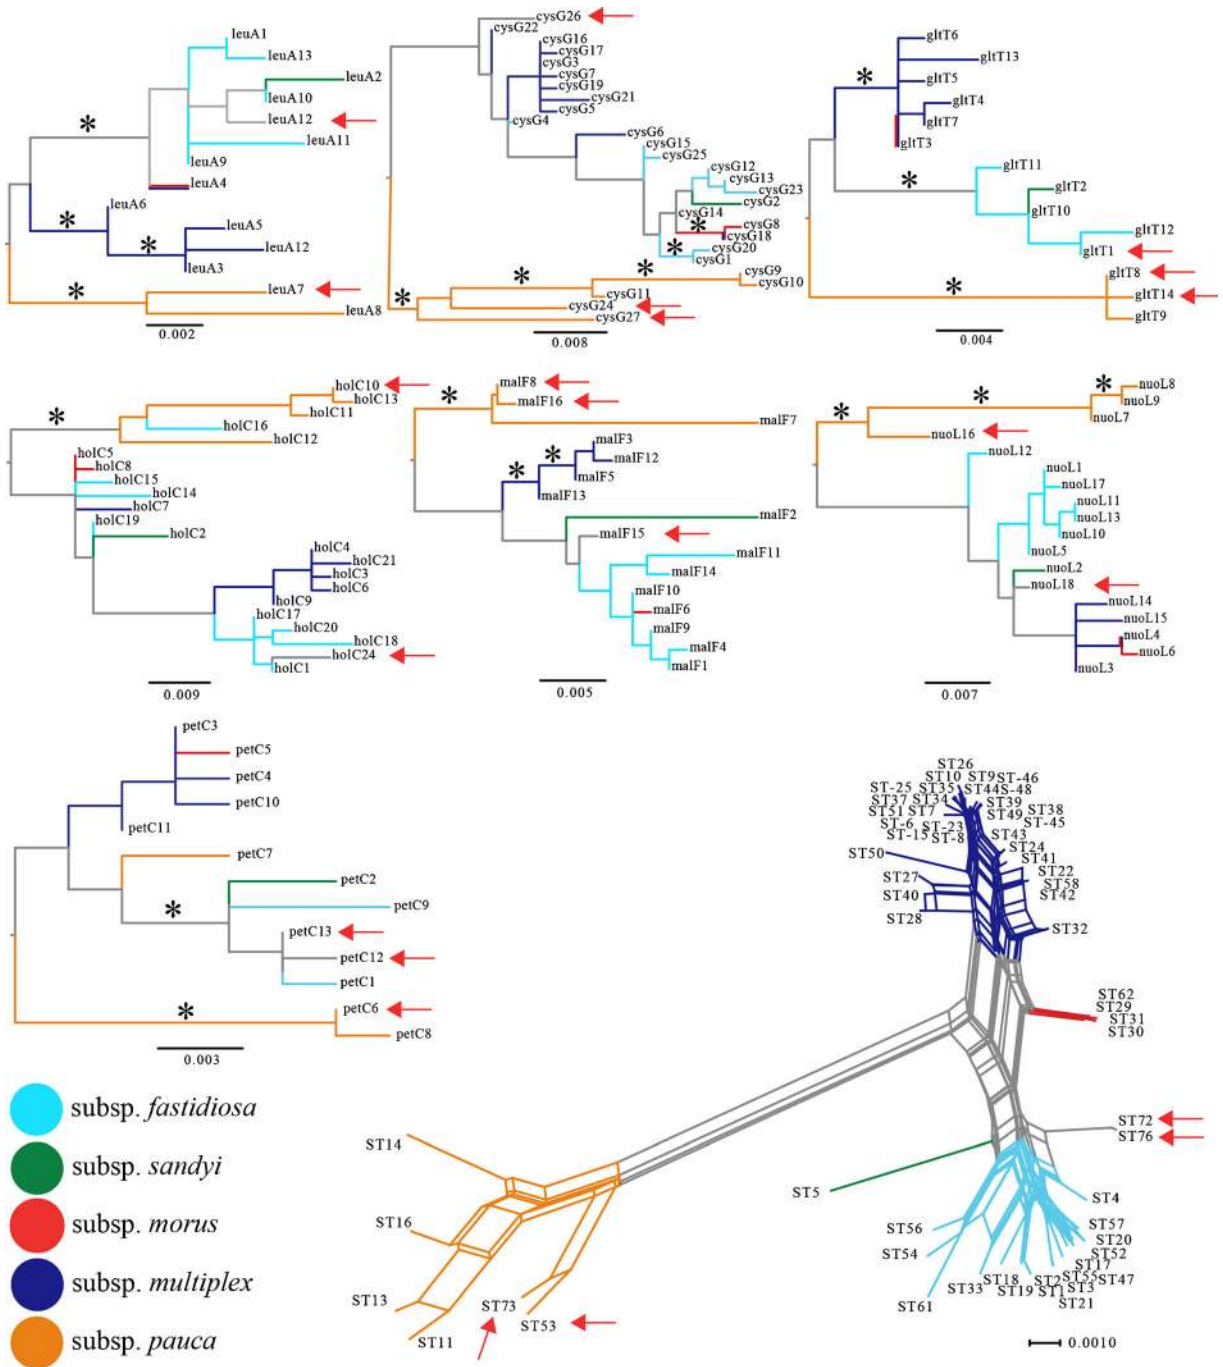 leuA1
leuA13
leuA2
leuA10
leuA12
leuA11
leuA9
leuA4
leuA6
leuA5
leuA12
leuA3
leuA7
leuA8
*
*
*
*
0.002
cysG26
cysG22
cysG16
cysG17
cysG3
cysG7
cysG19
cysG21
cysG5
cysG4
cysG6
cysG15
cysG25
cysG12
cysG13
cysG23
cysG2
cysG14
cysG8
cysG18
cysG20
cysG1
cysG9
cysG10
cysG11
cysG24
cysG27
*
*
*
*
*
0.008
gltT6
gltT13
gltT5
gltT4
gltT7
gltT3
gltT11
gltT2
gltT10
gltT12
gltT1
gltT8
gltT14
gltT9
*
*
*
0.004
holC10
holC13
holC11
holC16
holC12
holC5
holC8
holC15
holC14
holC7
holC19
holC2
holC4
holC21
holC3
holC6
holC9
holC17
holC20
holC18
holC24
holC1
*
0.009
malF8
malF16
malF7
malF3
malF12
malF5
malF13
malF2
malF15
malF11
malF14
malF10
malF6
malF9
malF4
malF1
*
*
*
0.005
nuoL8
nuoL9
nuoL7
nuoL16
nuoL12
nuoL1
nuoL17
nuoL11
nuoL13
nuoL10
nuoL5
nuoL2
nuoL18
nuoL14
nuoL15
nuoL4
nuoL6
nuoL3
*
*
*
0.007
petC3
petC5
petC4
petC10
petC11
petC7
petC2
petC9
petC13
petC12
petC1
petC6
petC8
*
*
0.003
subsp. fastidiosa
subsp. sandyi
subsp. morus
subsp. multiplex
subsp. pauca
ST26
ST10 ST9 ST-46
ST-25 ST35 ST44 S-48
ST37 ST34 ST39
ST51 ST7 ST49 ST38
ST-6 ST-23 ST-45
ST-15 ST-8 ST43
ST24
ST50 ST41
ST27 ST22
ST58
ST40 ST42
ST28
ST32
ST62
ST29
ST31
ST30
ST72
ST76
ST14
ST5
ST4
ST16
ST56 ST57
ST20
ST54 ST52
ST18 ST17
ST33 ST2 ST55 ST47
ST61 ST19 ST1 ST3
ST21
ST13
ST73
ST53
ST11
0.0010